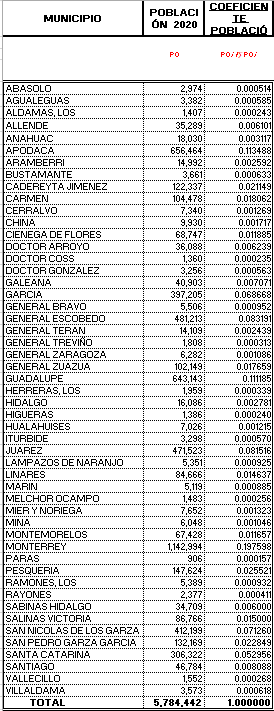 MUNICIPIO POBLACI ÓN 2020 COEFICIEN TE POBLACIÓ
PO PO/∂PO/
ABASOLO 2,974 0.000514
AGUALEGUAS 3,382 0.000585
ALDAMAS, LOS 1,407 0.000243
ALLENDE 35,289 0.006101
ANAHUAC 18,030 0.003117
APODACA 656,464 0.113488
ARAMBERRI 14,992 0.002592
BUSTAMANTE 3,661 0.000633
CADEREYTA JIMENEZ 122,337 0.021149
CARMEN 104,478 0.018062
CERRALVO 7,340 0.001269
CHINA 9,930 0.001717
CIENEGA DE FLORES 68,747 0.011885
DOCTOR ARROYO 36,088 0.006239
DOCTOR COSS 1,360 0.000235
DOCTOR GONZALEZ 3,256 0.000563
GALEANA 40,903 0.007071
GARCIA 397,205 0.068668
GENERAL BRAVO 5,506 0.000952
GENERAL ESCOBEDO 481,213 0.083191
GENERAL TERAN 14,109 0.002439
GENERAL TREVIÑO 1,808 0.000313
GENERAL ZARAGOZA 6,282 0.001086
GENERAL ZUAZUA 102,149 0.017659
GUADALUPE 643,143 0.111185
HERRERAS, LOS 1,959 0.000339
HIDALGO 16,086 0.002781
HIGUERAS 1,386 0.000240
HUALAHUISES 7,026 0.001215
ITURBIDE 3,298 0.000570
JUAREZ 471,523 0.081516
LAMPAZOS DE NARANJO 5,351 0.000925
LINARES 84,666 0.014637
MARIN 5,119 0.000885
MELCHOR OCAMPO 1,483 0.000256
MIER Y NORIEGA 7,652 0.001323
MINA 6,048 0.001046
MONTEMORELOS 67,428 0.011657
MONTERREY 1,142,994 0.197598
PARAS 906 0.000157
PESQUERIA 147,624 0.025521
RAMONES, LOS 5,389 0.000932
RAYONES 2,377 0.000411
SABINAS HIDALGO 34,709 0.006000
SALINAS VICTORIA 86,766 0.015000
SAN NICOLAS DE LOS GARZA 412,199 0.071260
SAN PEDRO GARZA GARCIA 132,169 0.022849
SANTA CATARINA 306,322 0.052956
SANTIAGO 46,784 0.008088
VALLECILLO 1,552 0.000268
VILLALDAMA 3,573 0.000618
TOTAL 5,784,442 1.000000